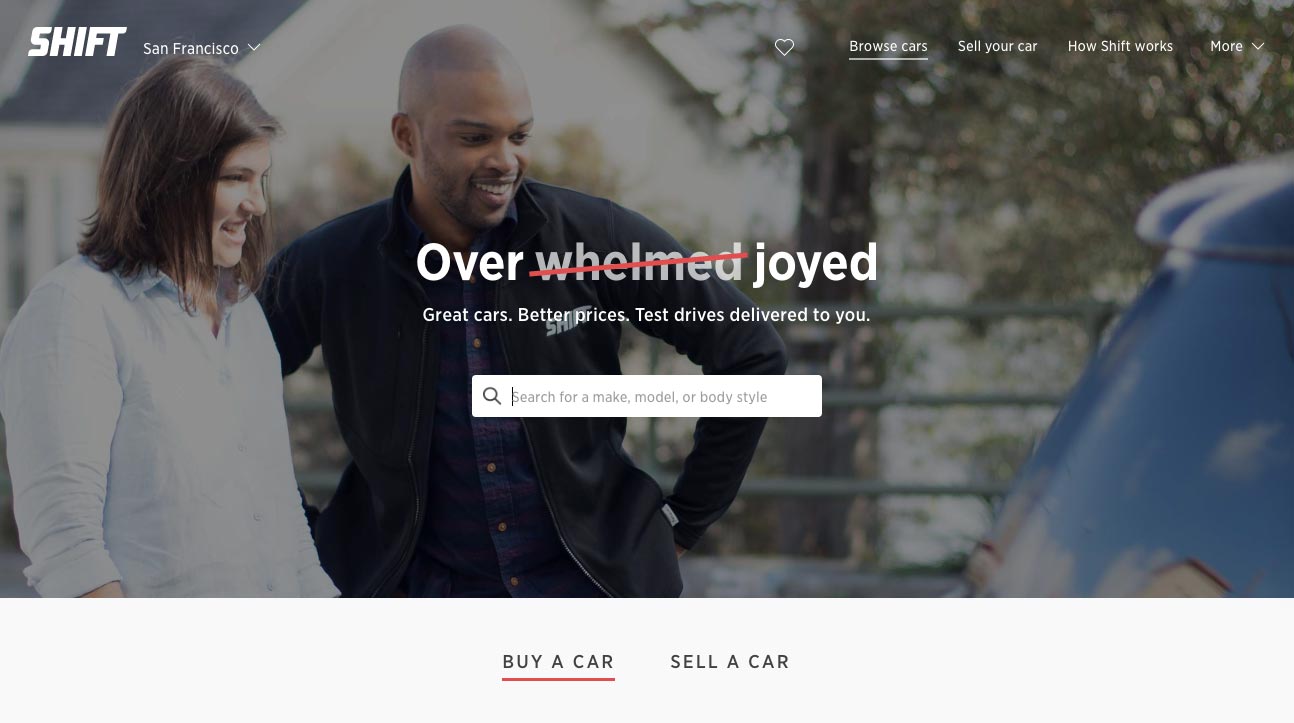 SHIFT
San Francisco
Browse cars
Sell your car
How Shift works
More
Over whelmed joyed
Great cars. Better prices. Test drives delivered to you.
SHIFT
Search for a make, model, or body style
BUY A CAR
SELL A CAR